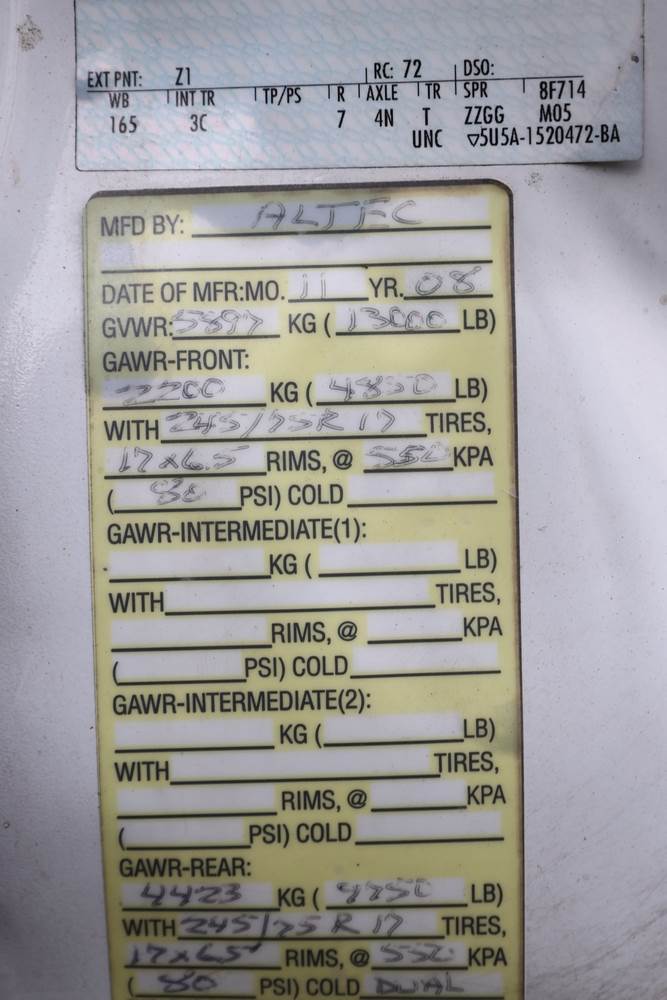 EXT PNT: Z1 RC: 72 DSO:
WB INT TR TP/PS R AXLE TR SPR 8F714
165 3C 7 4N T ZZGG M05
UNC ▽5U5A-1520472-BA
MFD BY: ALTEC
DATE OF MFR:MO. 11 YR. 08
GVWR: 5897 KG ( 13000 LB)
GAWR-FRONT:
2200 KG ( 4850 LB)
WITH 245/75R 17 TIRES,
17x6.5 RIMS, @ 550 KPA
( 80 PSI) COLD
GAWR-INTERMEDIATE(1):
KG ( LB)
WITH TIRES,
RIMS, @ KPA
( PSI) COLD
GAWR-INTERMEDIATE(2):
KG ( LB)
WITH TIRES,
RIMS, @ KPA
( PSI) COLD
GAWR-REAR:
4423 KG ( LB)
WITH 245/75 R 17 TIRES,
17x6.5 RIMS, @ 550 KPA
( 80 PSI) COLD DUAL